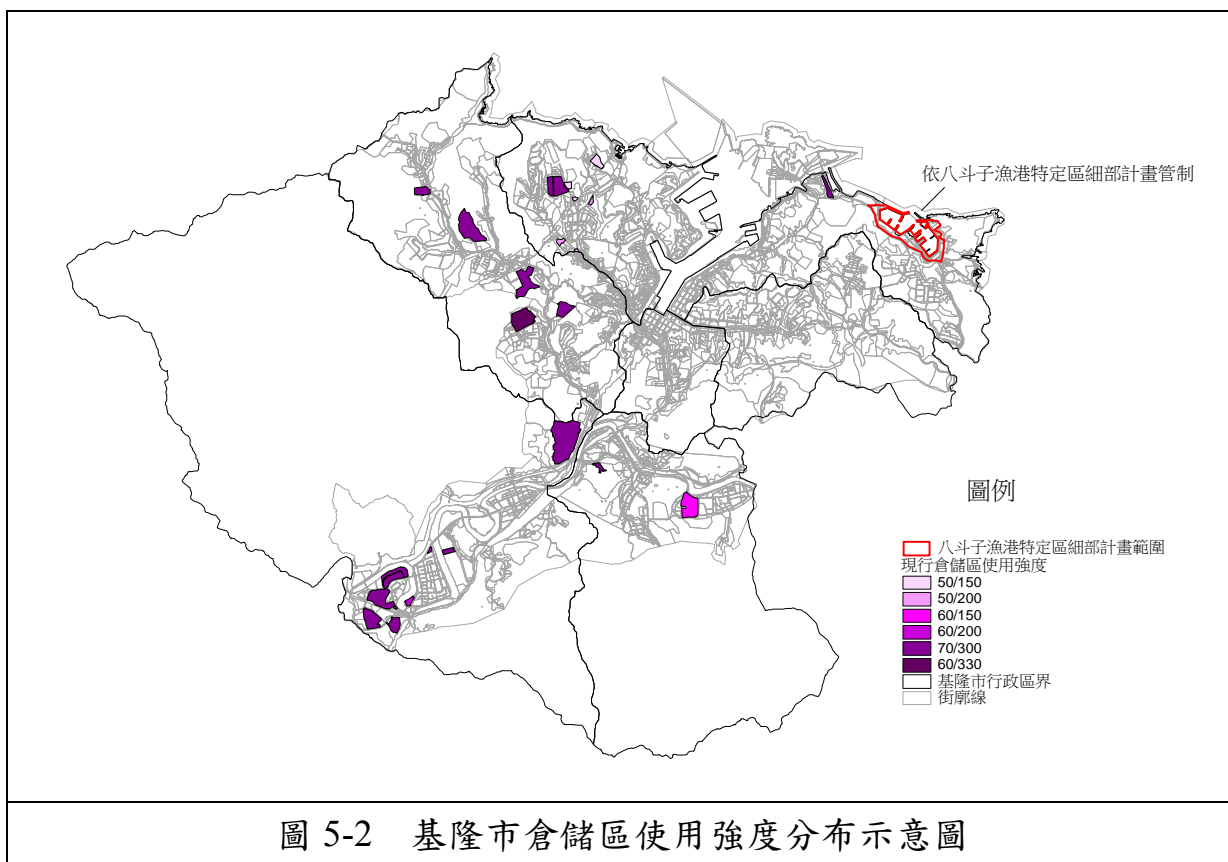 依八斗子漁港特定區細部計畫管制
圖例
八斗子漁港特定區細部計畫範圍
現行倉儲區使用強度
50/150
50/200
60/150
60/200
70/300
60/330
基隆市行政區界
街廓線
圖 5-2 基隆市倉儲區使用強度分布示意圖